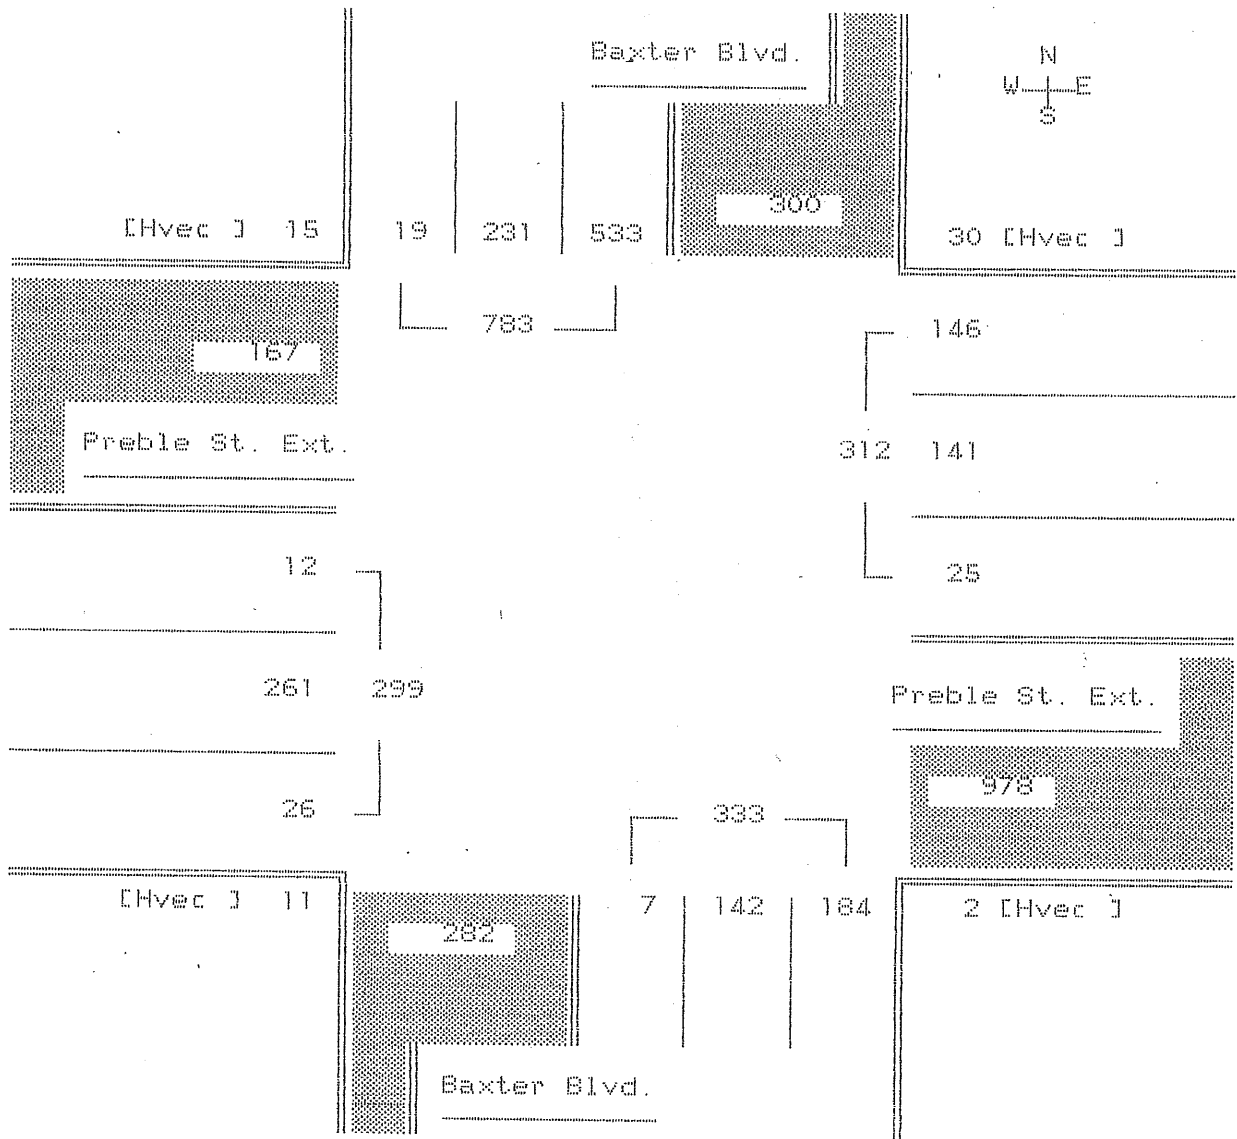 Baxter Blvd.
N
W E
S
300
[Hvec ] 15 19 231 533 30 [Hvec ]
783 146
167
Preble St. Ext. 312 141
12 25
261 299 Preble St. Ext.
978
26 333
[Hvec ] 11 7 142 184 2 [Hvec ]
282
Baxter Blvd.